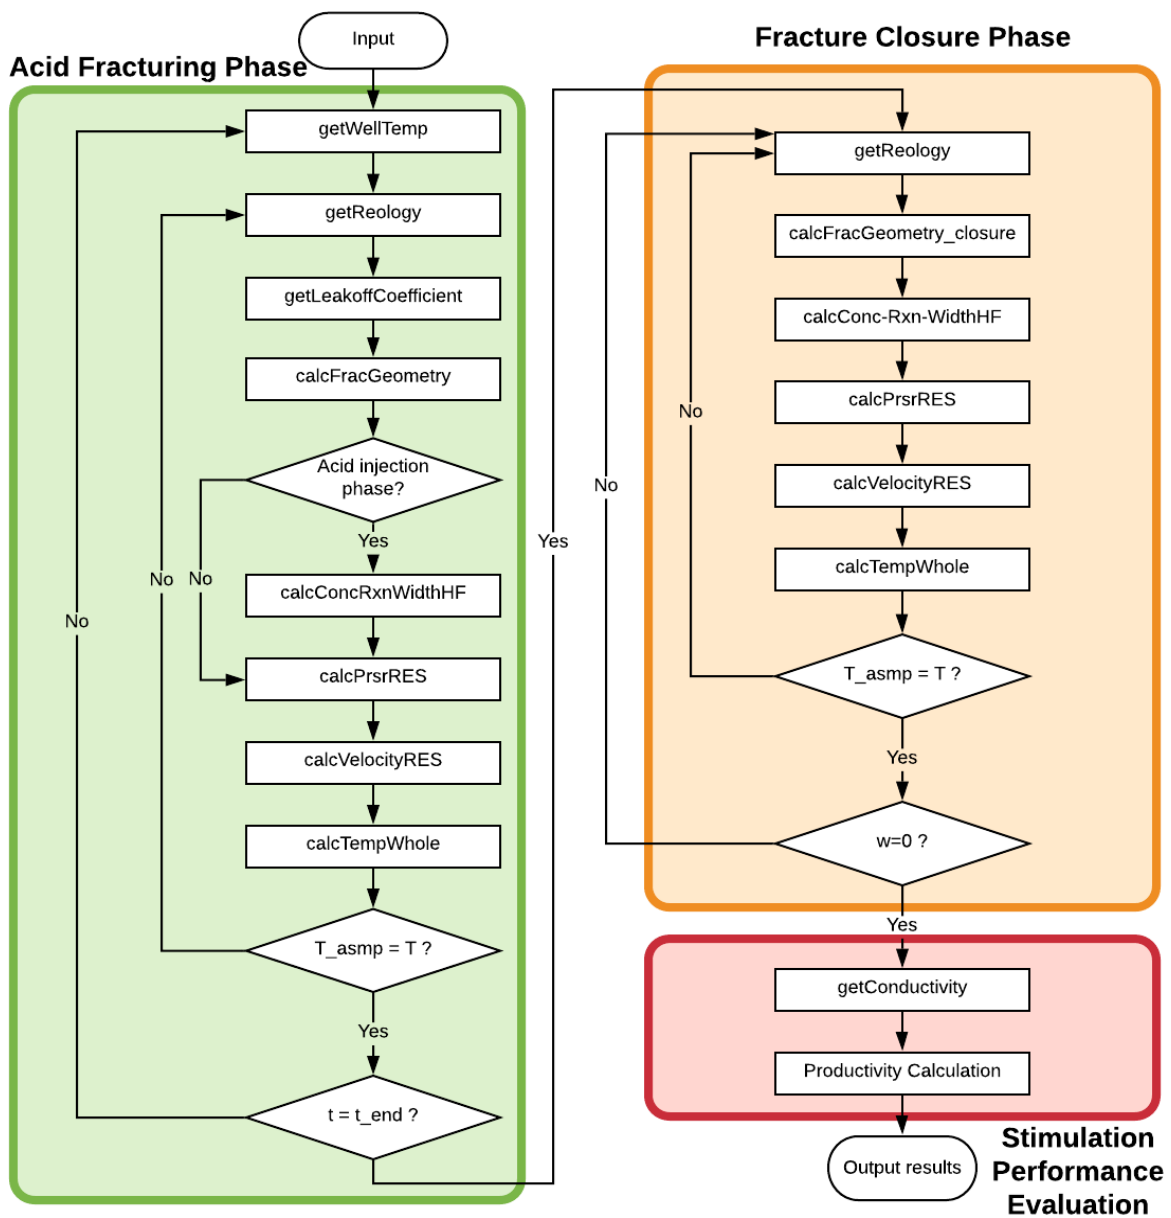 Input
Acid Fracturing Phase
getWellTemp
getReology
getLeakoffCoefficient
calcFracGeometry
Acid injection
phase?
Yes
No
No
No
calcConcRxnWidthHF
calcPrsrRES
calcVelocityRES
calcTempWhole
T_asmp = T ?
Yes
t = t_end ?
Yes
Fracture Closure Phase
getReology
calcFracGeometry_closure
calcConc-Rxn-WidthHF
calcPrsrRES
No
calcVelocityRES
No
calcTempWhole
T_asmp = T ?
Yes
w=0 ?
Yes
getConductivity
Productivity Calculation
Output results
Stimulation
Performance
Evaluation